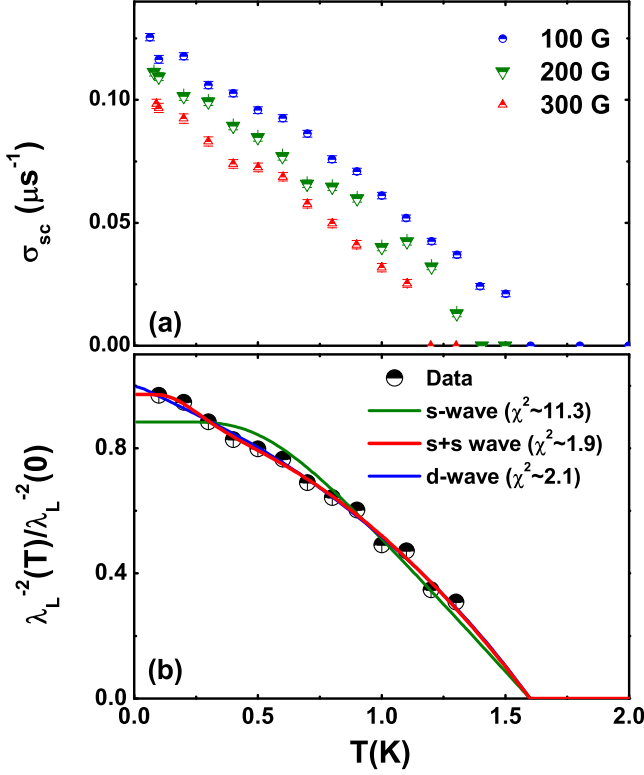 100 G
200 G
300 G
0.10
0.05
0.00
σsc (μs⁻¹)
(a)
Data
s-wave (χ²~11.3)
s+s wave (χ²~1.9)
d-wave (χ²~2.1)
0.8
0.4
0.0
λL⁻²(T)/λL⁻²(0)
(b)
0.0 0.5 1.0 1.5 2.0
T(K)